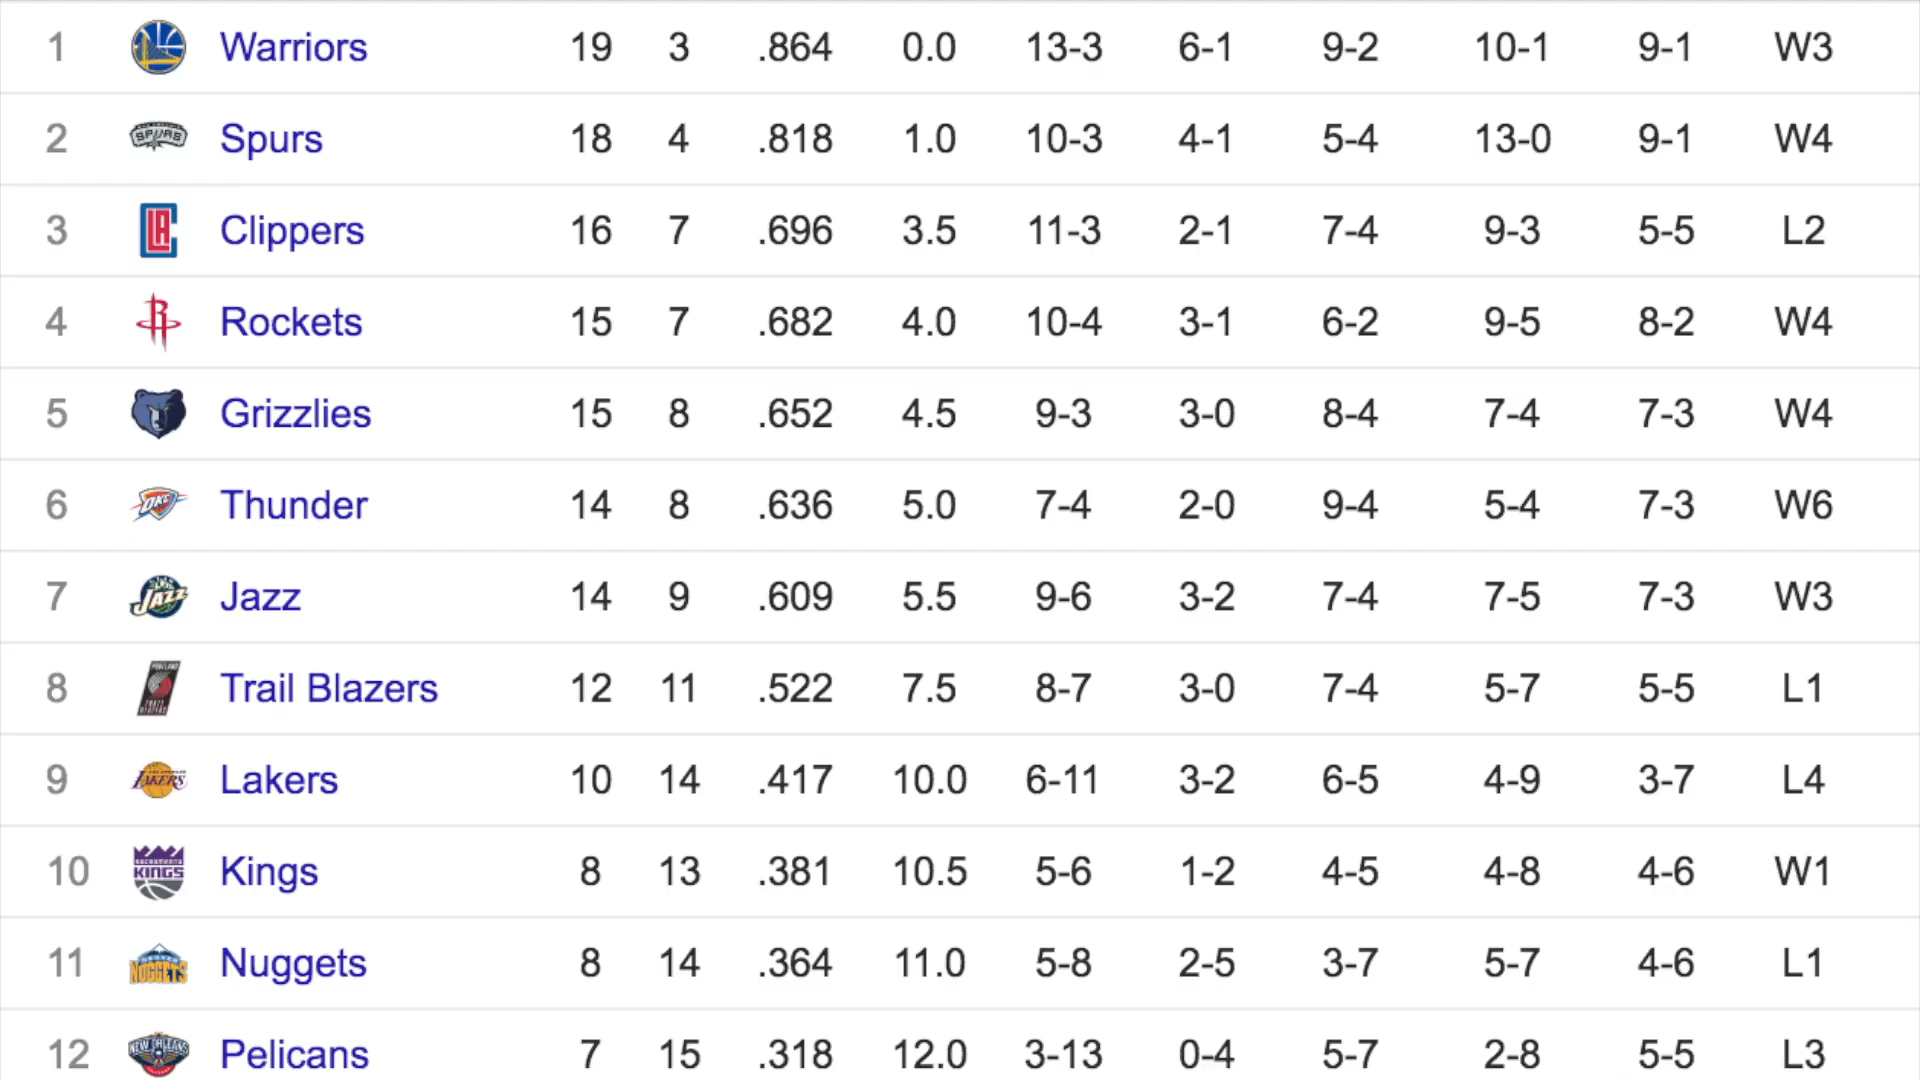 1 Warriors 19 3 .864 0.0 13-3 6-1 9-2 10-1 9-1 W3
2 SPURS Spurs 18 4 .818 1.0 10-3 4-1 5-4 13-0 9-1 W4
3 LA Clippers 16 7 .696 3.5 11-3 2-1 7-4 9-3 5-5 L2
4 R Rockets 15 7 .682 4.0 10-4 3-1 6-2 9-5 8-2 W4
5 Grizzlies 15 8 .652 4.5 9-3 3-0 8-4 7-4 7-3 W4
6 OKC Thunder 14 8 .636 5.0 7-4 2-0 9-4 5-4 7-3 W6
7 JAZZ Jazz 14 9 .609 5.5 9-6 3-2 7-4 7-5 7-3 W3
8 Trail Blazers 12 11 .522 7.5 8-7 3-0 7-4 5-7 5-5 L1
9 LAKERS Lakers 10 14 .417 10.0 6-11 3-2 6-5 4-9 3-7 L4
10 SACRAMENTO KINGS Kings 8 13 .381 10.5 5-6 1-2 4-5 4-8 4-6 W1
11 NUGGETS Nuggets 8 14 .364 11.0 5-8 2-5 3-7 5-7 4-6 L1
12 NEW ORLEANS Pelicans 7 15 .318 12.0 3-13 0-4 5-7 2-8 5-5 L3